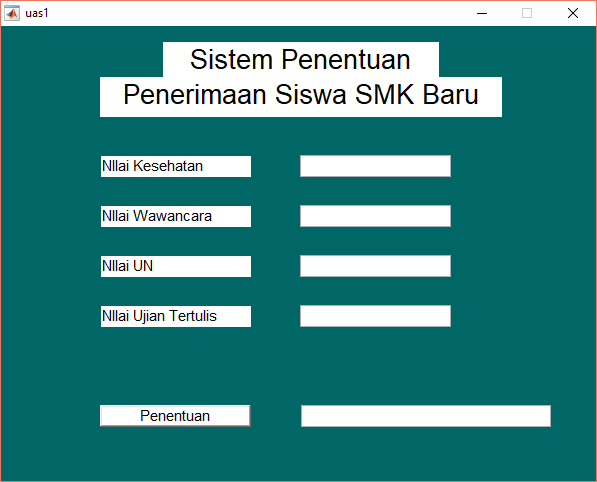 uas1
Sistem Penentuan
Penerimaan Siswa SMK Baru
NIlai Kesehatan
NIlai Wawancara
NIlai UN
NIlai Ujian Tertulis
Penentuan